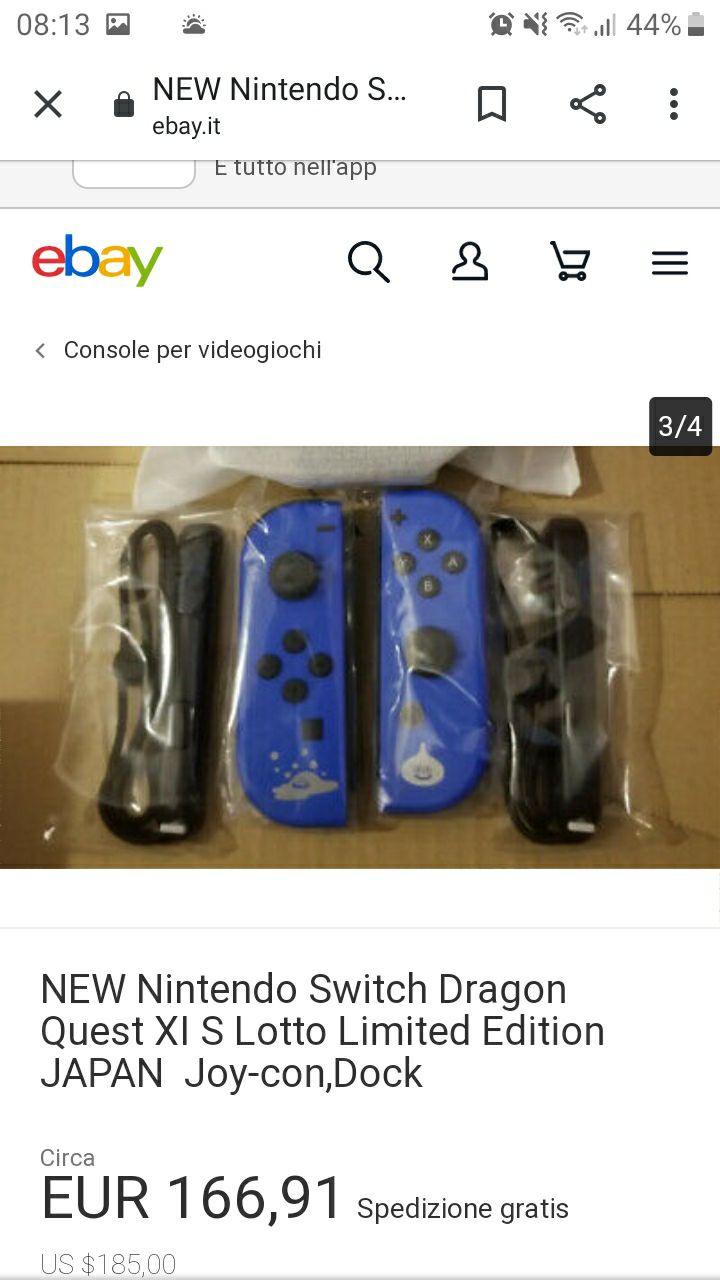 08:13 44%
NEW Nintendo S...
ebay.it
E tutto nell'app
ebay
Console per videogiochi
3/4
X
Y A
B
NEW Nintendo Switch Dragon
Quest XI S Lotto Limited Edition
JAPAN Joy-con,Dock
Circa
EUR 166,91 Spedizione gratis
US $185,00